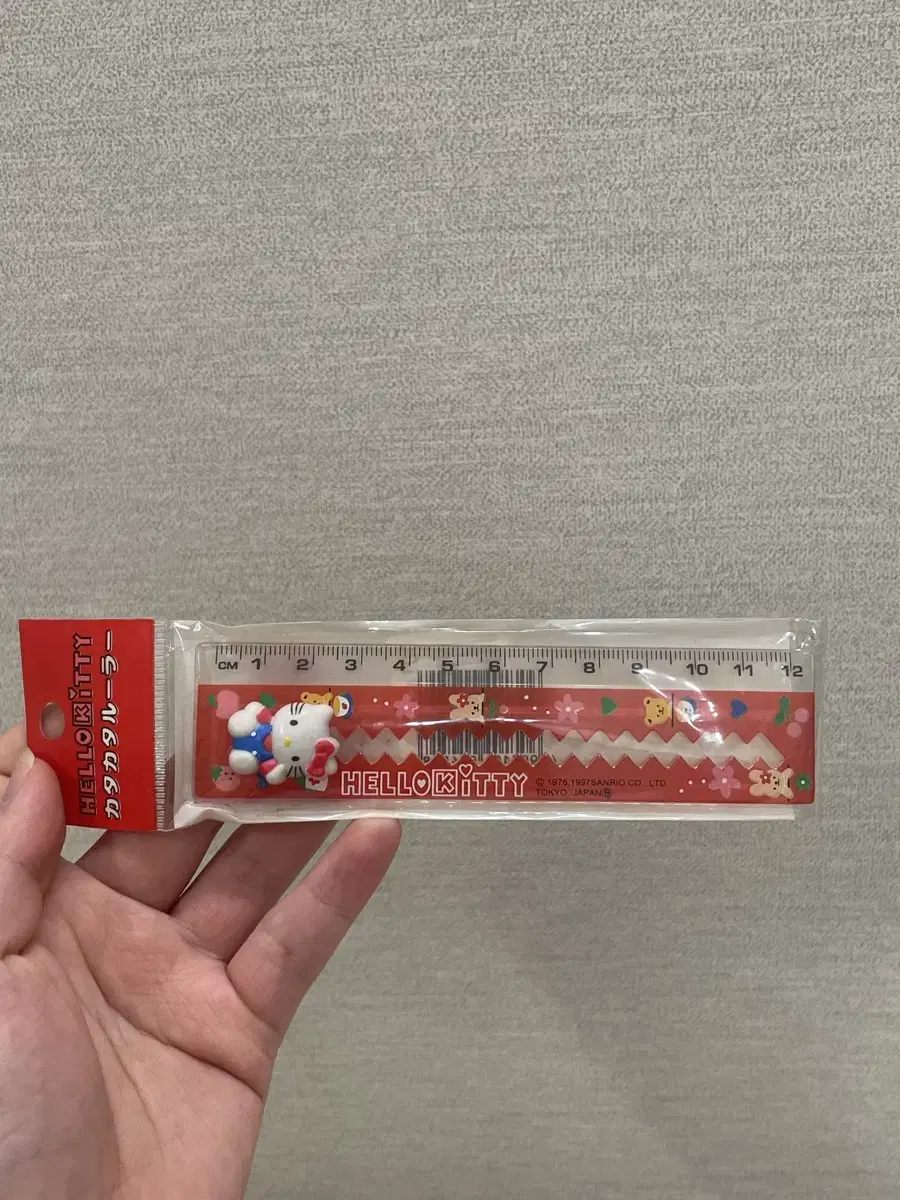 HELLO KITTY
カタカタルーラー
CM 1 2 3 4 5 6 7 8 9 10 11 12
HELLO KITTY
© 1976, 1997 SANRIO CO., LTD.
TOKYO, JAPAN Ⓗ